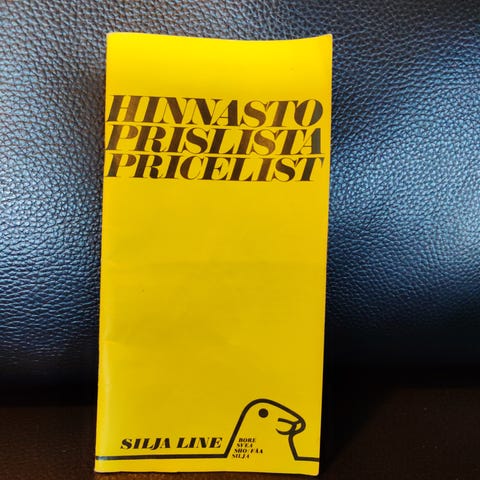 HINNASTO
PRISLISTA
PRICELIST
SILJA LINE
BORE
SVEA
SHO/FÅA
SILJA